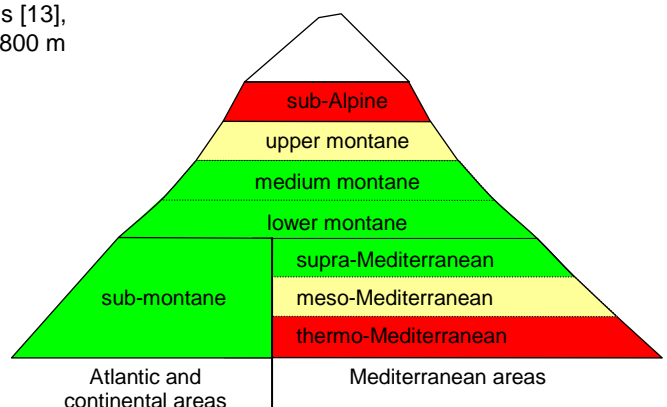 s [13],
800 m
sub-Alpine
upper montane
medium montane
lower montane
supra-Mediterranean
sub-montane
meso-Mediterranean
thermo-Mediterranean
Atlantic and
continental areas
Mediterranean areas